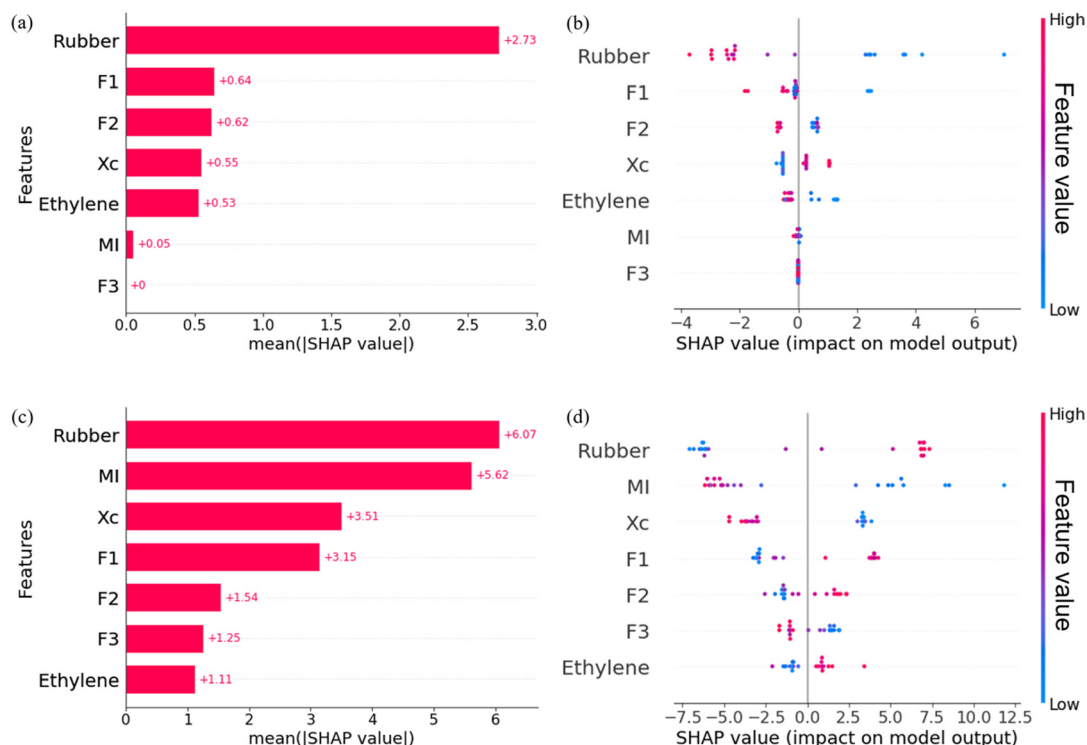 (a)
Features
Rubber +2.73
F1 +0.64
F2 +0.62
Xc +0.55
Ethylene +0.53
MI +0.05
F3 +0
0.0 0.5 1.0 1.5 2.0 2.5 3.0
mean(|SHAP value|)
(b)
Rubber
F1
F2
Xc
Ethylene
MI
F3
−4 −2 0 2 4 6
SHAP value (impact on model output)
High
Feature value
Low
(c)
Features
Rubber +6.07
MI +5.62
Xc +3.51
F1 +3.15
F2 +1.54
F3 +1.25
Ethylene +1.11
0 1 2 3 4 5 6
mean(|SHAP value|)
(d)
Rubber
MI
Xc
F1
F2
F3
Ethylene
−7.5 −5.0 −2.5 0.0 2.5 5.0 7.5 10.0 12.5
SHAP value (impact on model output)
High
Feature value
Low